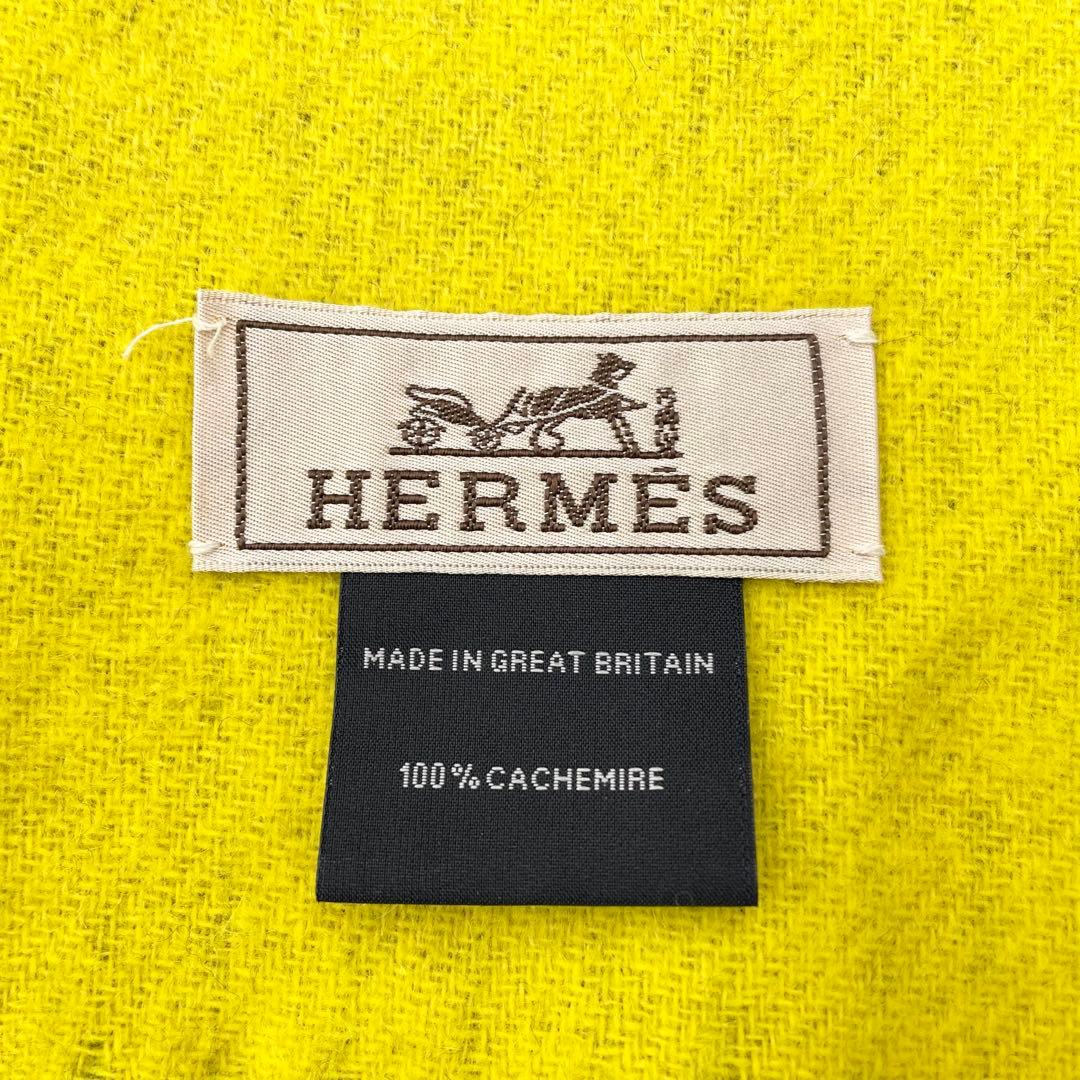 HERMÈS
MADE IN GREAT BRITAIN
100% CACHEMIRE